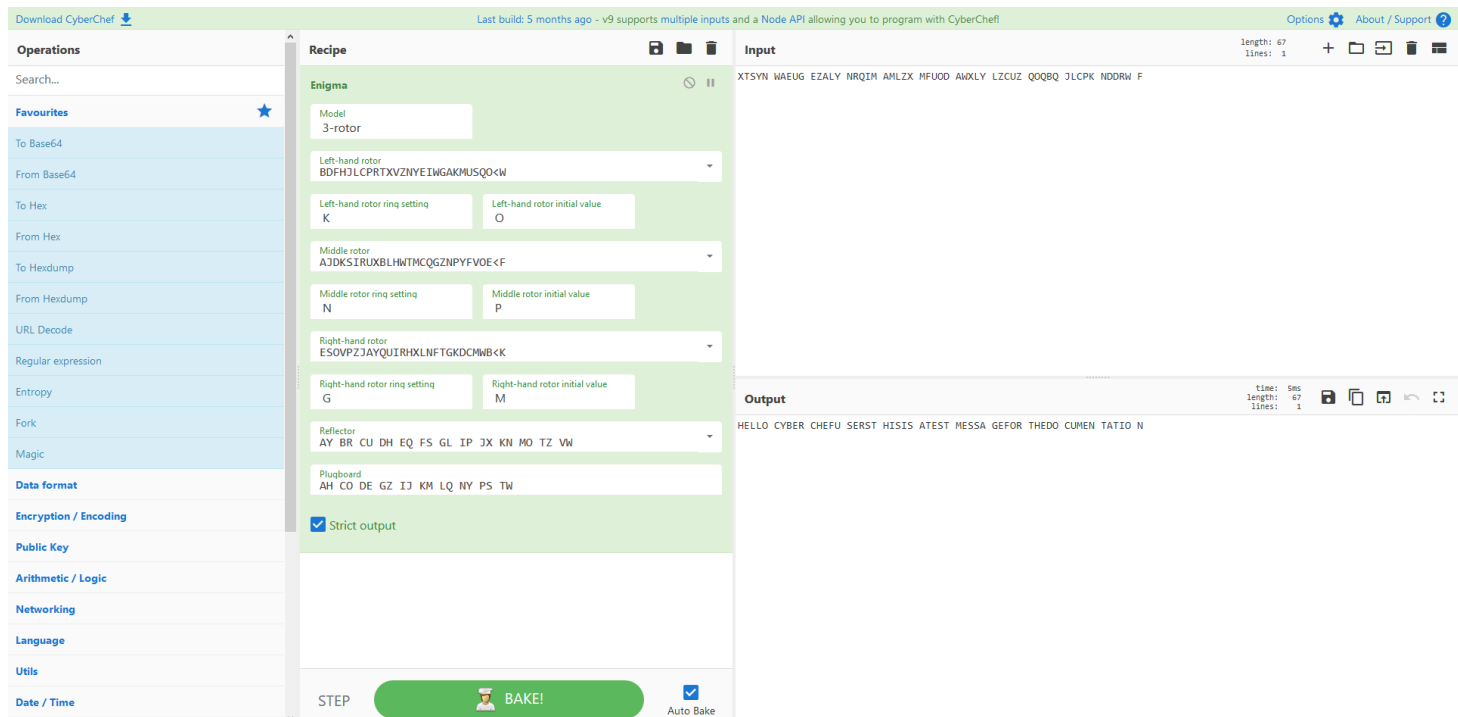 Download CyberChef
Last build: 5 months ago - v9 supports multiple inputs and a Node API allowing you to program with CyberChef!
Options
About / Support
Operations
Search...
Favourites
To Base64
From Base64
To Hex
From Hex
To Hexdump
From Hexdump
URL Decode
Regular expression
Entropy
Fork
Magic
Data format
Encryption / Encoding
Public Key
Arithmetic / Logic
Networking
Language
Utils
Date / Time
Recipe
Enigma
Model
3-rotor
Left-hand rotor
BDFHJLCPRTXVZNYEIWGAKMUSQO<W
Left-hand rotor ring setting
K
Left-hand rotor initial value
O
Middle rotor
AJDKSIRUXBLHWTMCQGZNPYFVOE<F
Middle rotor ring setting
N
Middle rotor initial value
P
Right-hand rotor
ESOVPZJAYQUIRHXLNFTGKDCMWB<K
Right-hand rotor ring setting
G
Right-hand rotor initial value
M
Reflector
AY BR CU DH EQ FS GL IP JX KN MO TZ VW
Plugboard
AH CO DE GZ IJ KM LQ NY PS TW
Strict output
STEP
BAKE!
Auto Bake
Input
length: 67
lines: 1
XTSYN WAEUG EZALY NRQIM AMLZX MFUOD AWXLY LZCUZ QOQBQ JLCPK NDDRW F
Output
time: 5ms
length: 67
lines: 1
HELLO CYBER CHEFU SERST HISIS ATEST MESSA GEFOR THEDO CUMEN TATIO N